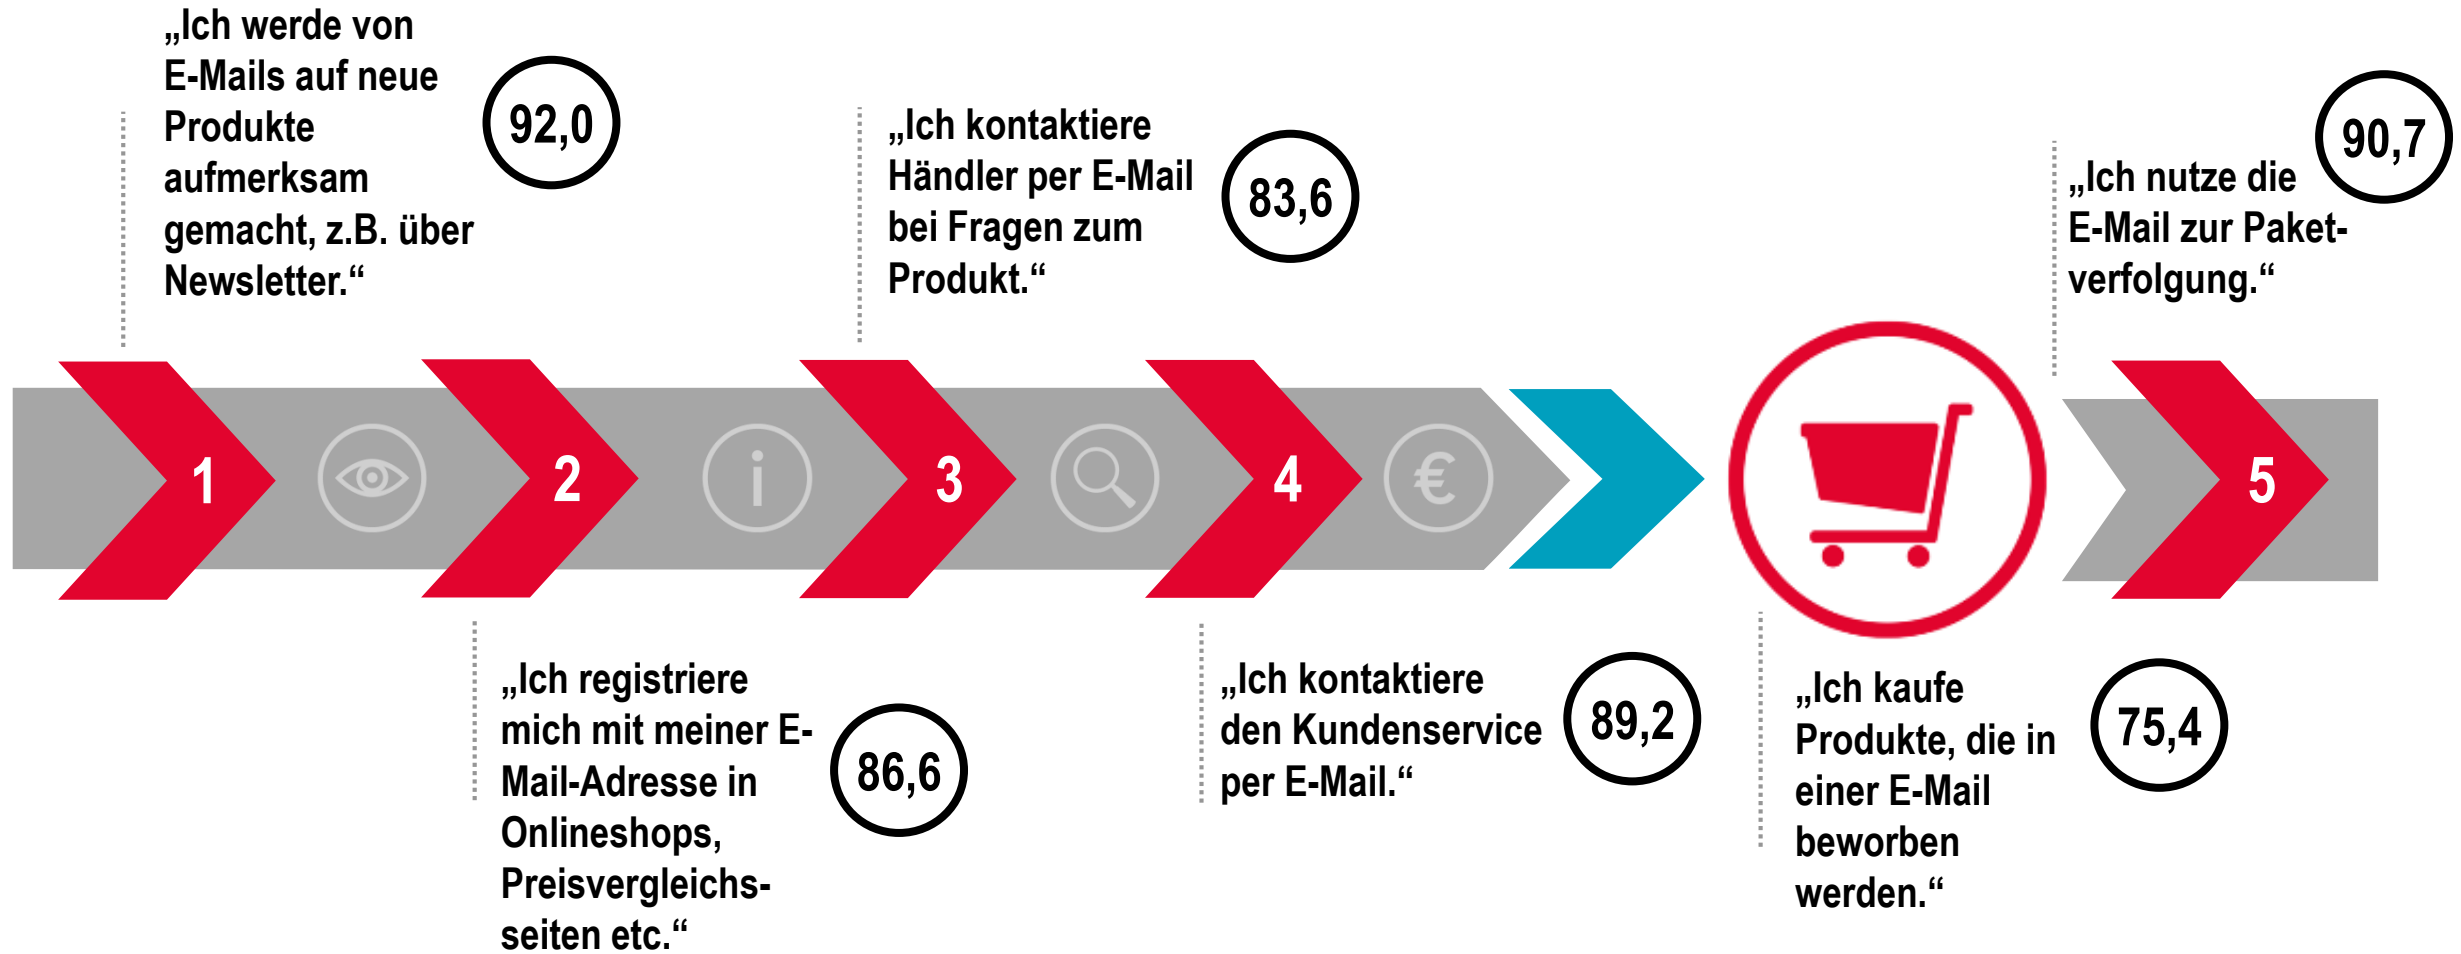 „Ich werde von
E-Mails auf neue
Produkte
aufmerksam
gemacht, z.B. über
Newsletter.“
92,0
„Ich kontaktiere
Händler per E-Mail
bei Fragen zum
Produkt.“
83,6
„Ich nutze die
E-Mail zur Paket-
verfolgung.“
90,7
1
2
i
3
4
€
5
„Ich registriere
mich mit meiner E-
Mail-Adresse in
Onlineshops,
Preisvergleichs-
seiten etc.“
86,6
„Ich kontaktiere
den Kundenservice
per E-Mail.“
89,2
„Ich kaufe
Produkte, die in
einer E-Mail
beworben
werden.“
75,4